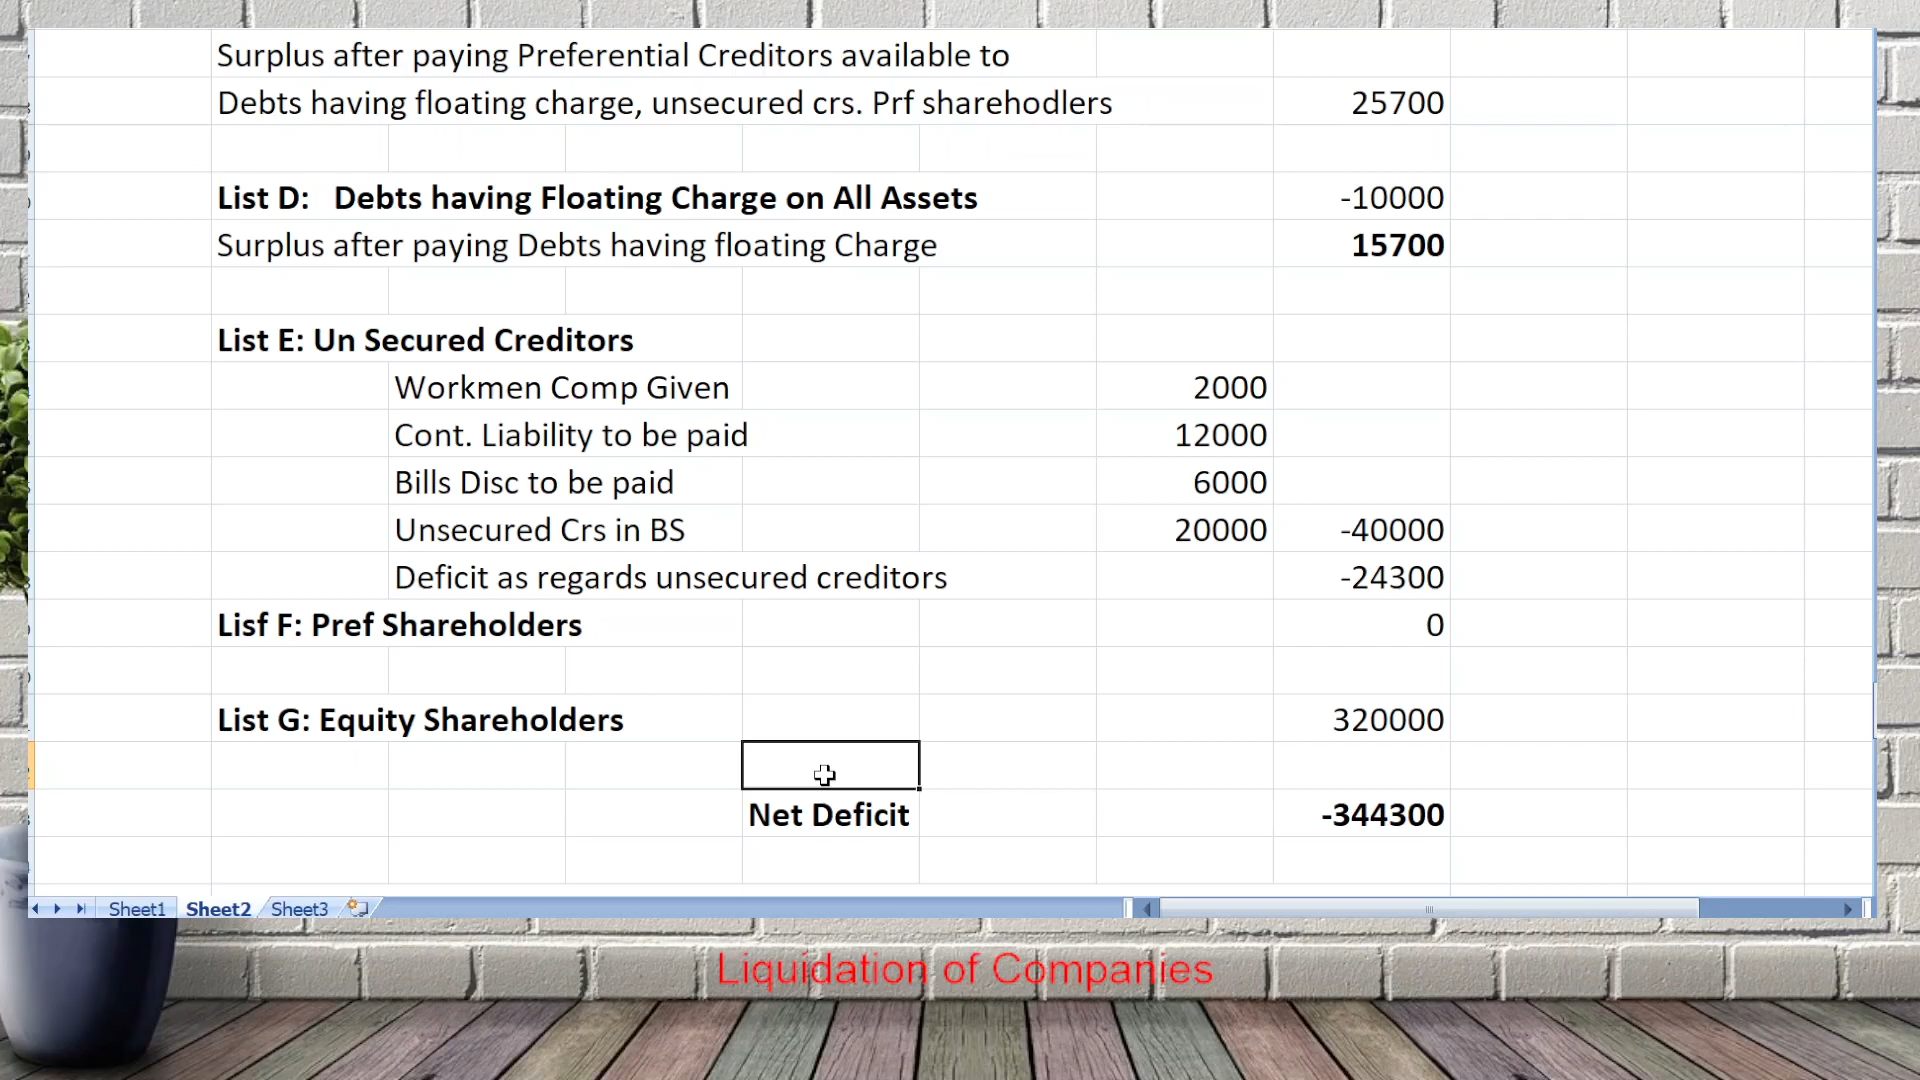 Surplus after paying Preferential Creditors available to
Debts having floating charge, unsecured crs. Prf sharehodlers 25700
List D: Debts having Floating Charge on All Assets -10000
Surplus after paying Debts having floating Charge 15700
List E: Un Secured Creditors
Workmen Comp Given 2000
Cont. Liability to be paid 12000
Bills Disc to be paid 6000
Unsecured Crs in BS 20000 -40000
Deficit as regards unsecured creditors -24300
Lisf F: Pref Shareholders 0
List G: Equity Shareholders 320000
Net Deficit -344300
Sheet1 Sheet2 Sheet3
Liquidation of Companies